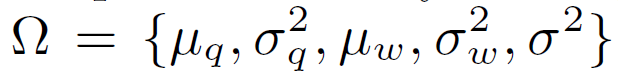 Ω = {μ_q, σ_q^2, μ_w, σ_w^2, σ^2}